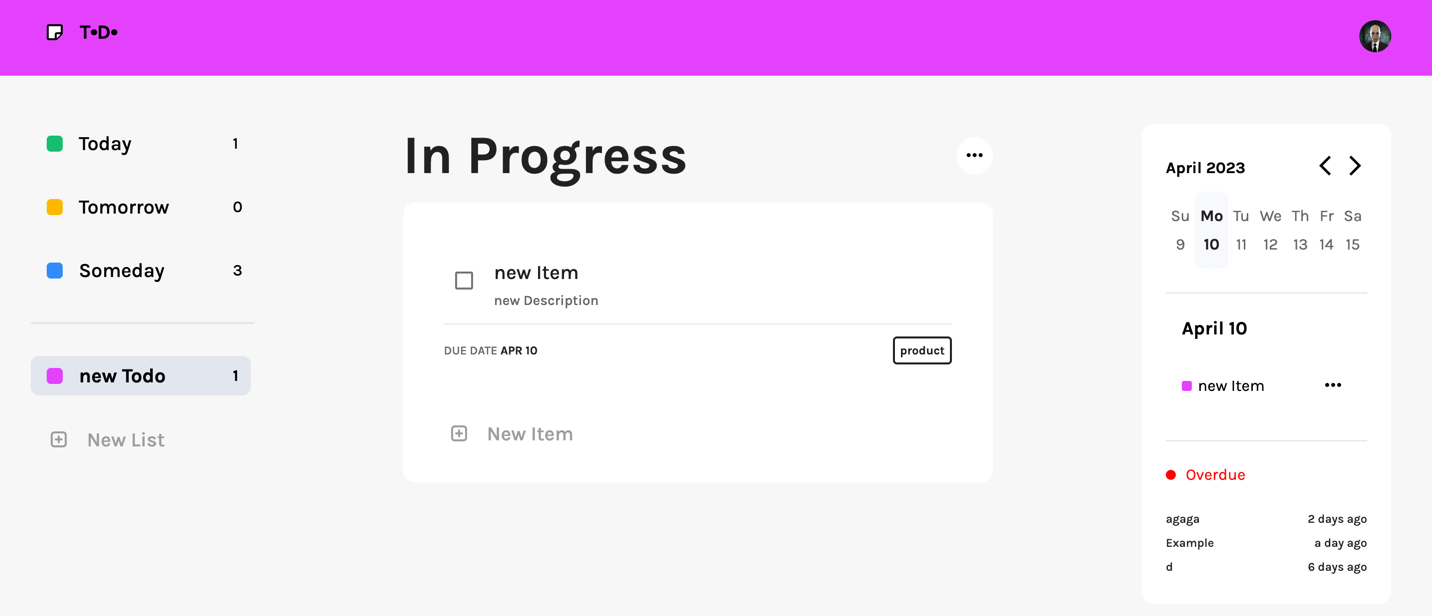 T•D•
Today 1
Tomorrow 0
Someday 3
new Todo 1
New List
In Progress
new Item
new Description
DUE DATE APR 10
product
New Item
April 2023
Su Mo Tu We Th Fr Sa
9 10 11 12 13 14 15
April 10
new Item
Overdue
agaga 2 days ago
Example a day ago
d 6 days ago